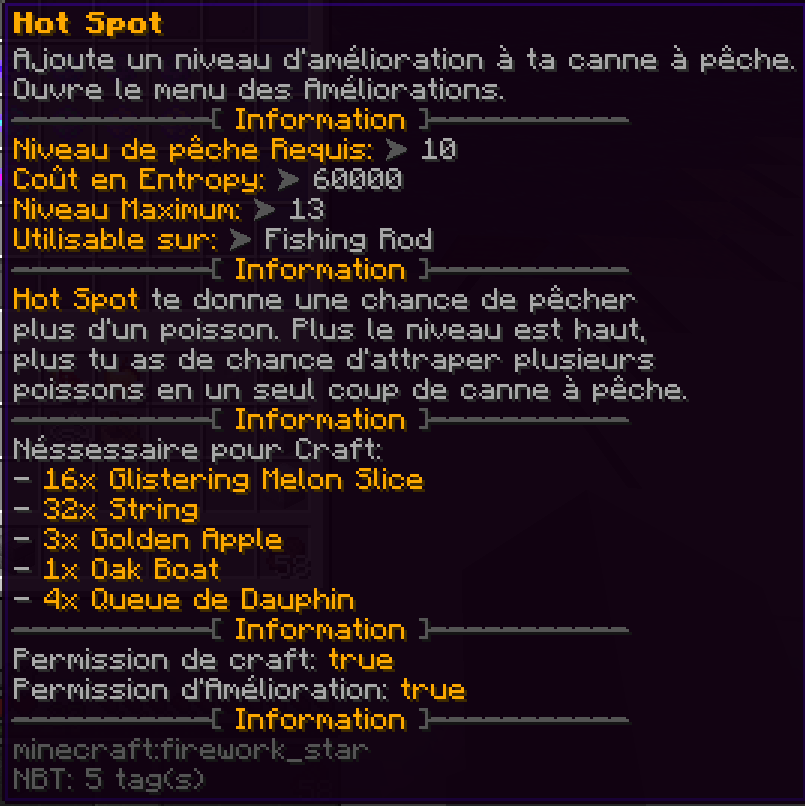 Hot Spot
Ajoute un niveau d'amélioration à ta canne à pêche.
Ouvre le menu des Améliorations.
[ Information ]
Niveau de pêche Requis: ➤ 10
Coût en Entropy: ➤ 60000
Niveau Maximum: ➤ 13
Utilisable sur: ➤ Fishing Rod
[ Information ]
Hot Spot te donne une chance de pêcher
plus d'un poisson. Plus le niveau est haut,
plus tu as de chance d'attraper plusieurs
poissons en un seul coup de canne à pêche.
[ Information ]
Néssessaire pour Craft:
- 16x Glistering Melon Slice
- 32x String
- 3x Golden Apple
- 1x Oak Boat
- 4x Queue de Dauphin
[ Information ]
Permission de craft: true
Permission d'Amélioration: true
[ Information ]
minecraft:firework_star
NBT: 5 tag(s)
58